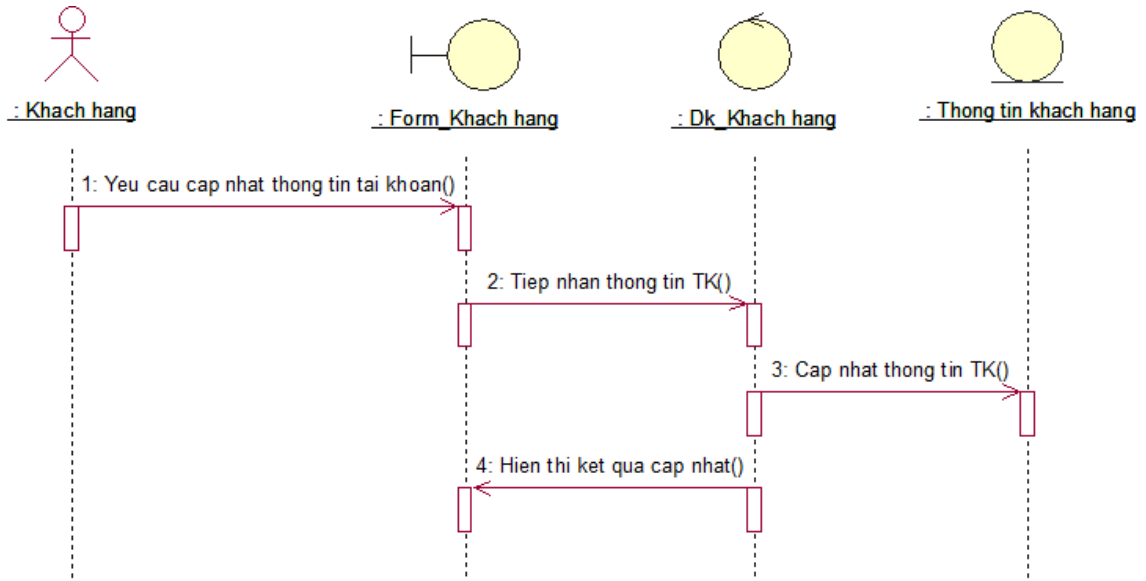 : Khach hang
: Form_Khach hang
: Dk_Khach hang
: Thong tin khach hang
1: Yeu cau cap nhat thong tin tai khoan()
2: Tiep nhan thong tin TK()
3: Cap nhat thong tin TK()
4: Hien thi ket qua cap nhat()